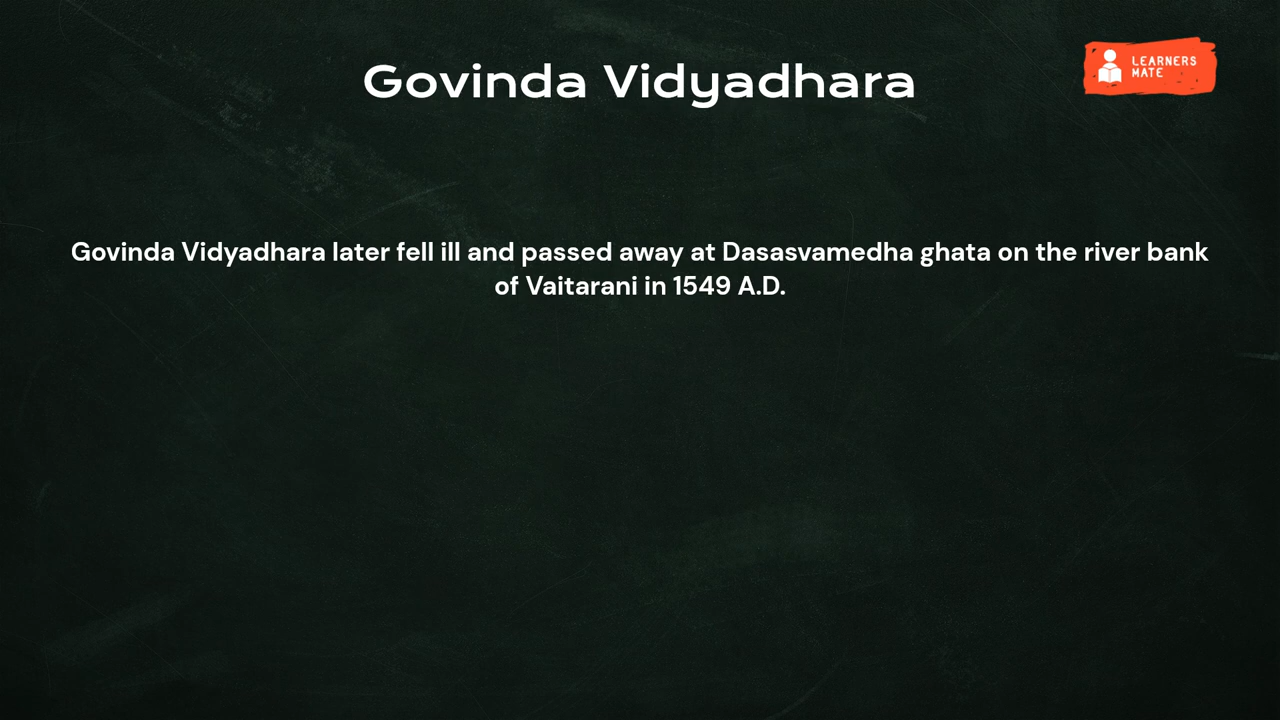 Govinda Vidyadhara
LEARNERS
MATE
Govinda Vidyadhara later fell ill and passed away at Dasasvamedha ghata on the river bank
of Vaitarani in 1549 A.D.